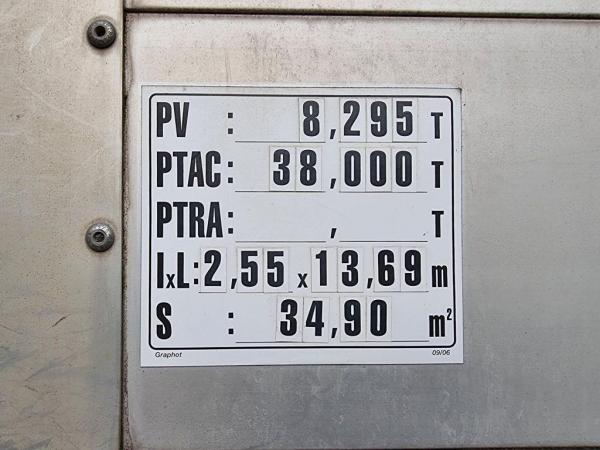 PV : 8,295 T
PTAC: 38,000 T
PTRA: , T
IxL: 2,55 x 13,69 m
S : 34,90 m²
Graphot 09/06